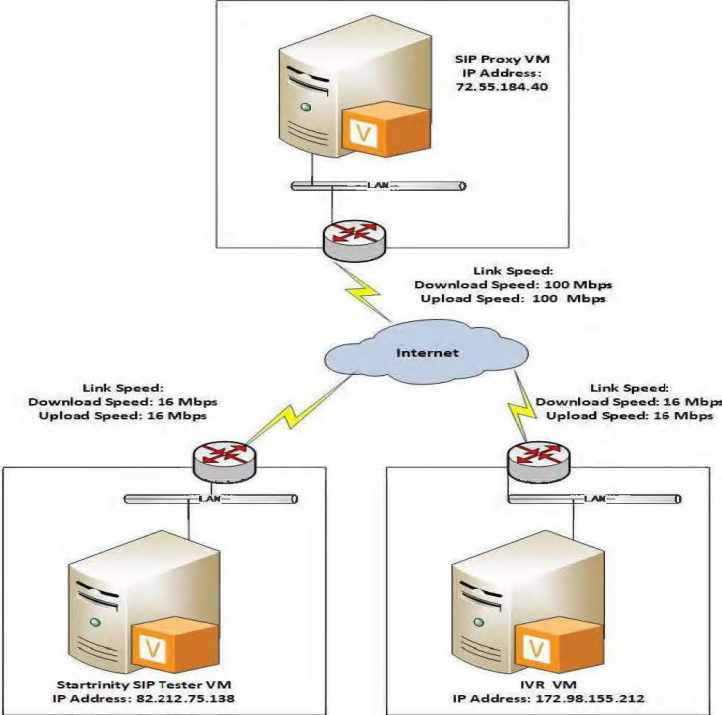 SIP Proxy VM
IP Address:
72.55.184.40
V
LAN
Link Speed:
Download Speed: 100 Mbps
Upload Speed: 100 Mbps
Internet
Link Speed:
Download Speed: 16 Mbps
Upload Speed: 16 Mbps
Link Speed:
Download Speed: 16 Mbps
Upload Speed: 16 Mbps
LAN
LAN
V
V
Startrinity SIP Tester VM
IP Address: 82.212.75.138
IVR VM
IP Address: 172.98.155.212